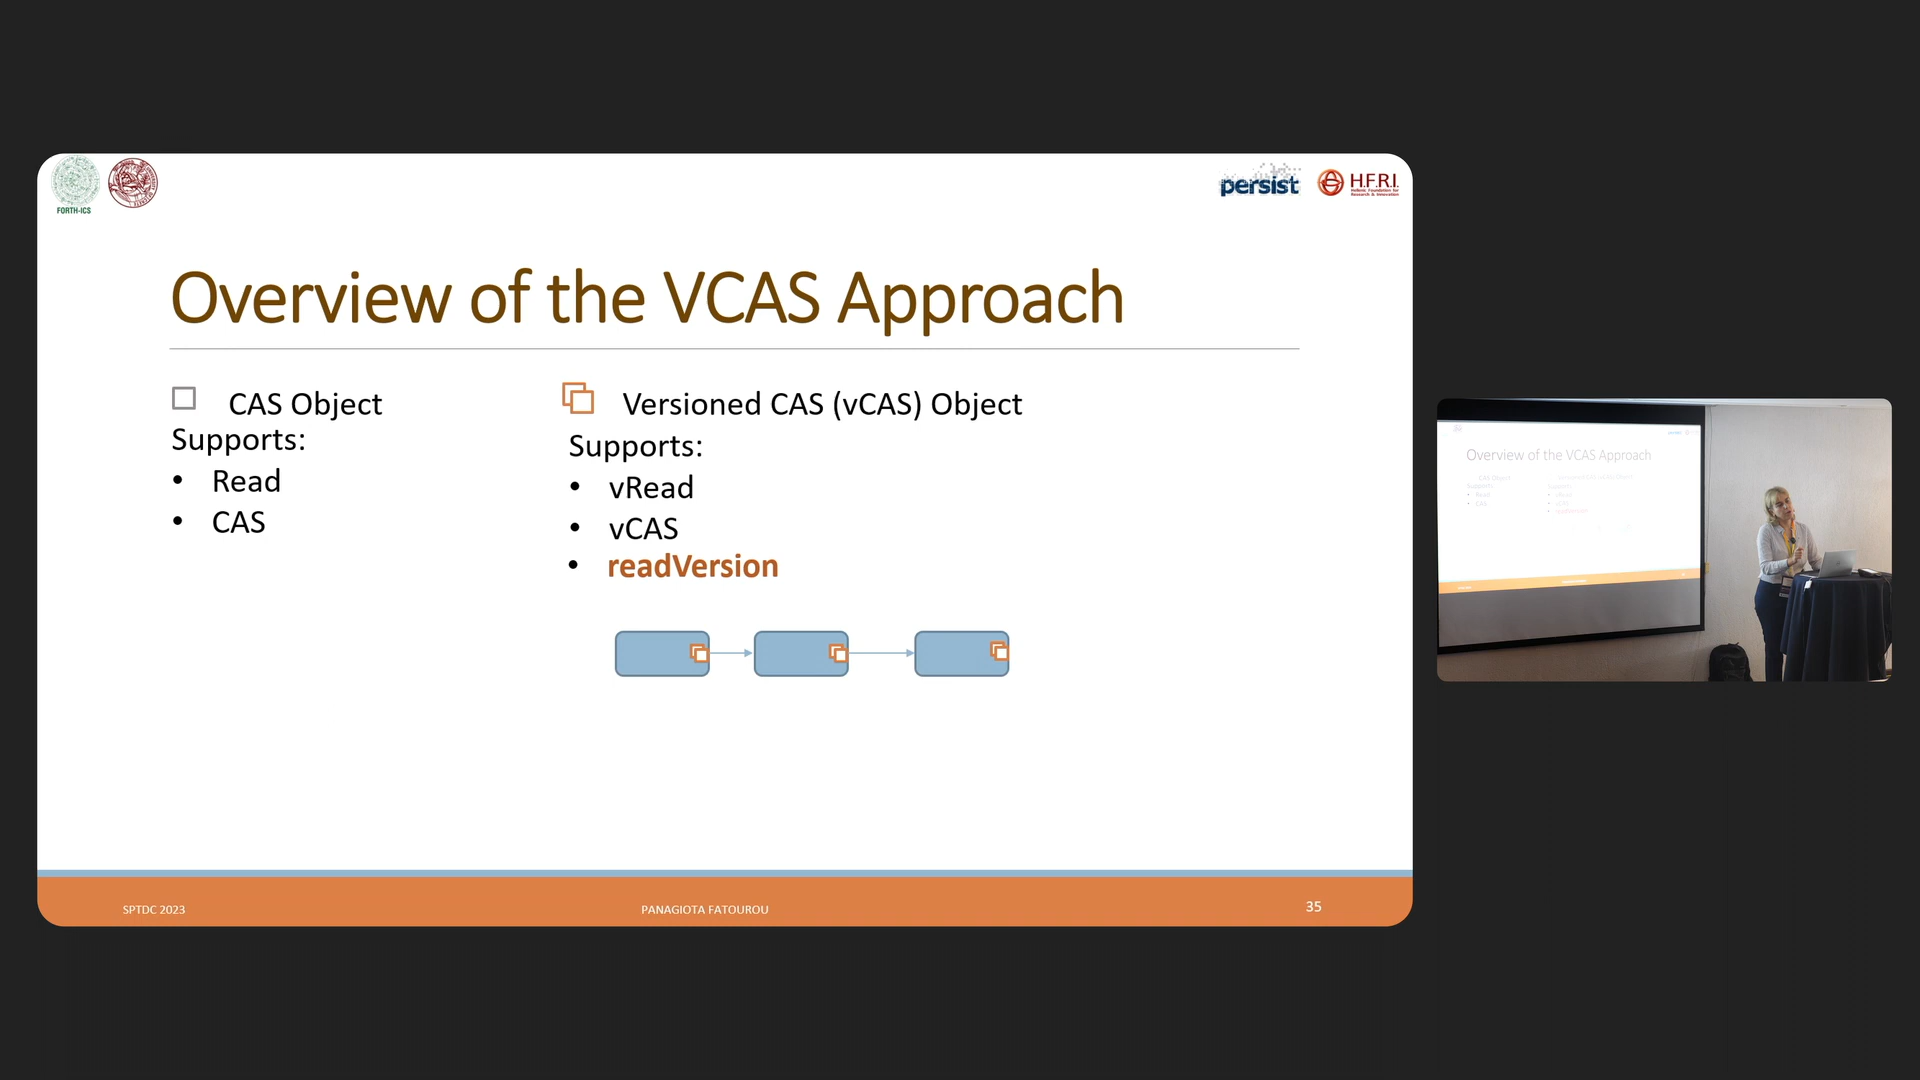 FORTH-ICS
persist
H.F.R.I.
Hellenic Foundation for
Research & Innovation
Overview of the VCAS Approach
CAS Object
Supports:
• Read
• CAS
Versioned CAS (vCAS) Object
Supports:
• vRead
• vCAS
• readVersion
SPTDC 2023
PANAGIOTA FATOUROU
35
Overview of the VCAS Approach